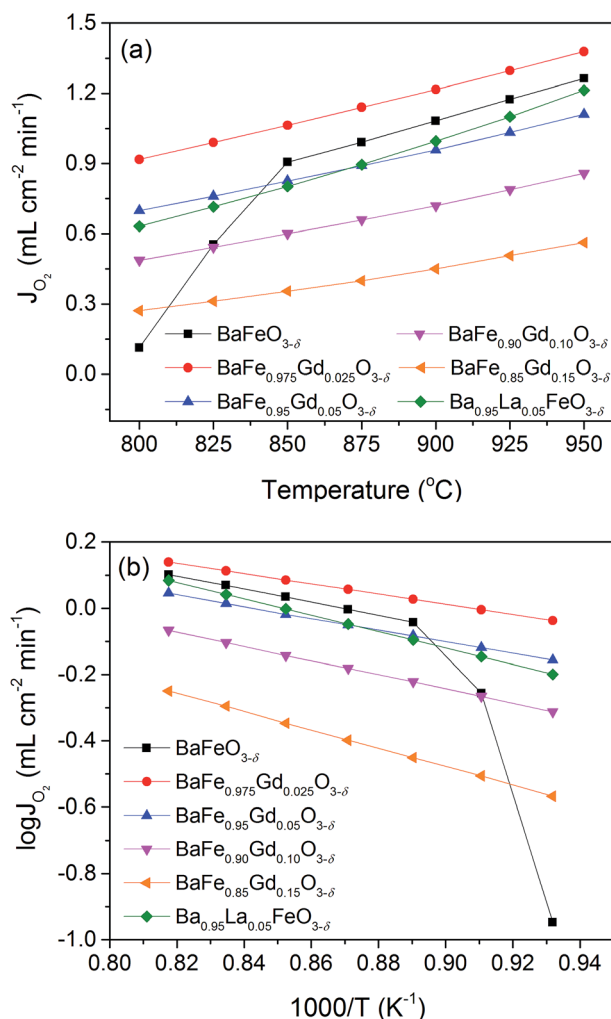 (a)
J_O₂ (mL cm⁻² min⁻¹)
1.5
1.2
0.9
0.6
0.3
0.0
BaFeO₃₋δ
BaFe₀.₉₇₅Gd₀.₀₂₅O₃₋δ
BaFe₀.₉₅Gd₀.₀₅O₃₋δ
BaFe₀.₉₀Gd₀.₁₀O₃₋δ
BaFe₀.₈₅Gd₀.₁₅O₃₋δ
Ba₀.₉₅La₀.₀₅FeO₃₋δ
800 825 850 875 900 925 950
Temperature (°C)
(b)
logJ_O₂ (mL cm⁻² min⁻¹)
0.2
0.0
-0.2
-0.4
-0.6
-0.8
-1.0
BaFeO₃₋δ
BaFe₀.₉₇₅Gd₀.₀₂₅O₃₋δ
BaFe₀.₉₅Gd₀.₀₅O₃₋δ
BaFe₀.₉₀Gd₀.₁₀O₃₋δ
BaFe₀.₈₅Gd₀.₁₅O₃₋δ
Ba₀.₉₅La₀.₀₅FeO₃₋δ
0.80 0.82 0.84 0.86 0.88 0.90 0.92 0.94
1000/T (K⁻¹)